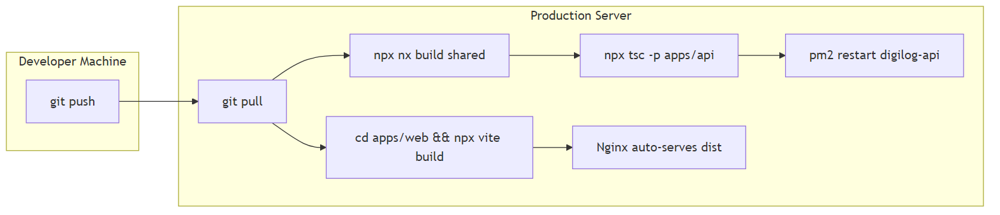 Production Server
Developer Machine
git push
git pull
npx nx build shared
npx tsc -p apps/api
pm2 restart digilog-api
cd apps/web && npx vite
build
Nginx auto-serves dist